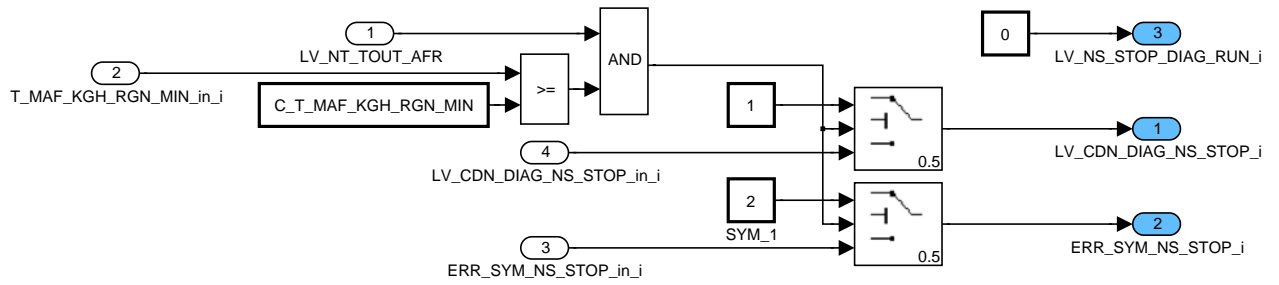 1
LV_NT_TOUT_AFR
2
T_MAF_KGH_RGN_MIN_in_i
C_T_MAF_KGH_RGN_MIN
>=
AND
0
3
LV_NS_STOP_DIAG_RUN_i
1
4
LV_CDN_DIAG_NS_STOP_in_i
0.5
1
LV_CDN_DIAG_NS_STOP_i
2
SYM_1
3
ERR_SYM_NS_STOP_in_i
0.5
2
ERR_SYM_NS_STOP_i